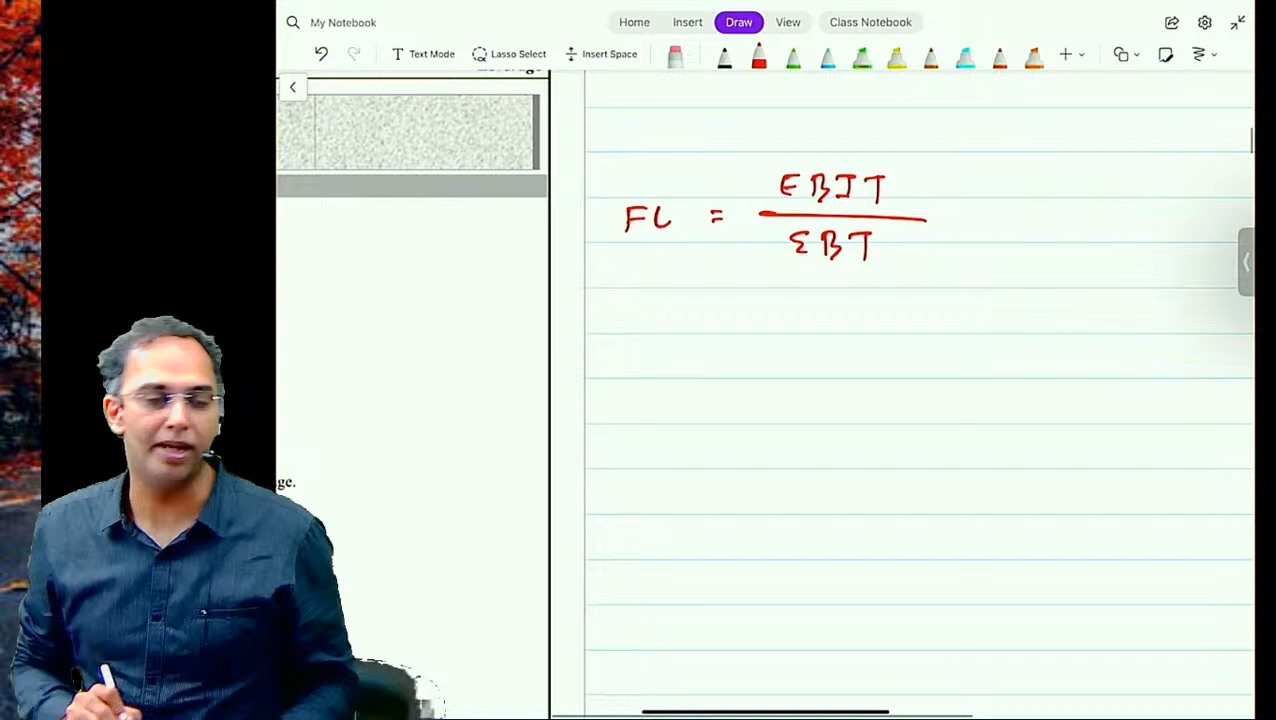 My Notebook
Home Insert Draw View Class Notebook
Text Mode Lasso Select Insert Space
FL = EBIT
EBT
ge.